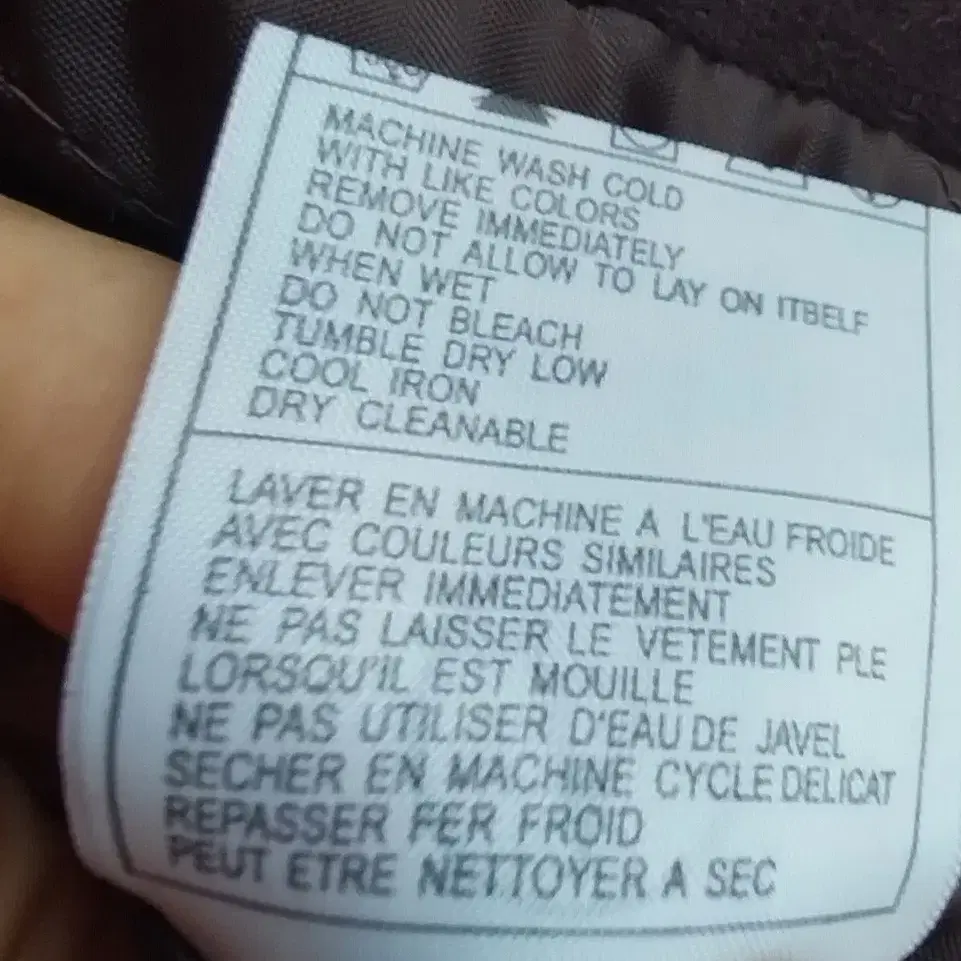 MACHINE WASH COLD
WITH LIKE COLORS
REMOVE IMMEDIATELY
DO NOT ALLOW TO LAY ON ITBELF
WHEN WET
DO NOT BLEACH
TUMBLE DRY LOW
COOL IRON
DRY CLEANABLE
LAVER EN MACHINE A L'EAU FROIDE
AVEC COULEURS SIMILAIRES
ENLEVER IMMEDIATEMENT
NE PAS LAISSER LE VETEMENT PLE
LORSQU'IL EST MOUILLE
NE PAS UTILISER D'EAU DE JAVEL
SECHER EN MACHINE CYCLE DELICAT
REPASSER FER FROID
PEUT ETRE NETTOYER A SEC